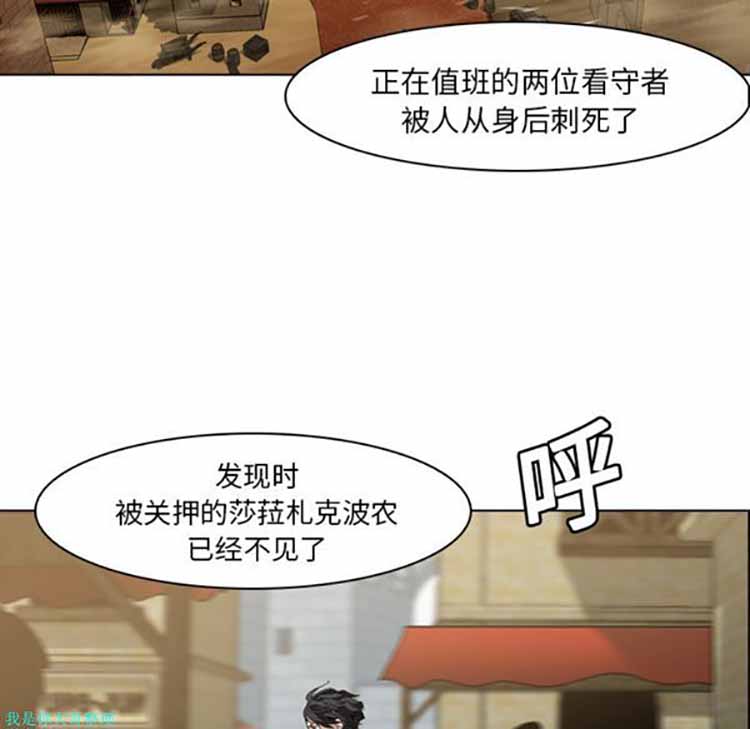 正在值班的两位看守者
被人从身后刺死了
呼
发现时
被关押的莎菈札克波农
已经不见了